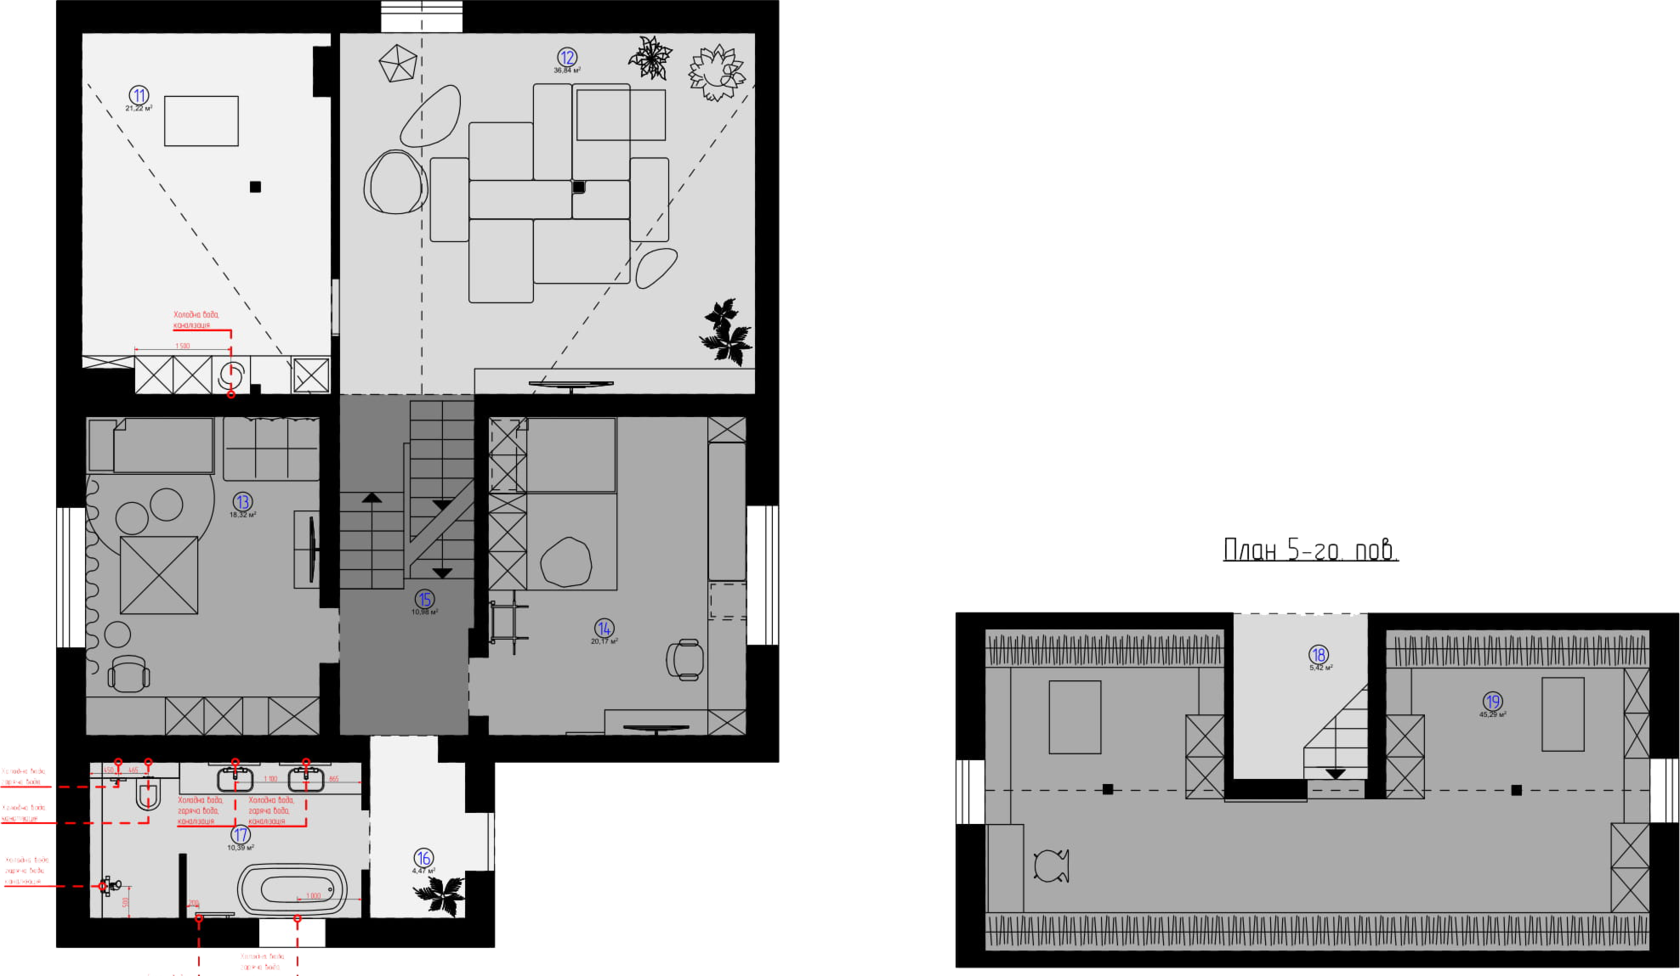 12
36,84 м²
11
21,22 м²
Холодна вода,
каналізація
1 500
13
18,32 м²
План 5-го. пов.
15
10,98 м²
14
20,17 м²
18
5,42 м²
19
45,29 м²
Холодна вода
гаряча вода
450
465
1 100
865
Холодна вода,
гаряча вода,
каналізація
Холодна вода,
гаряча вода,
каналізація
Холодна вода
каналізація
17
10,39 м²
16
4,47 м²
Холодна вода
гаряча вода
каналізація
500
200
1 000
Холодна вода
гаряча вода